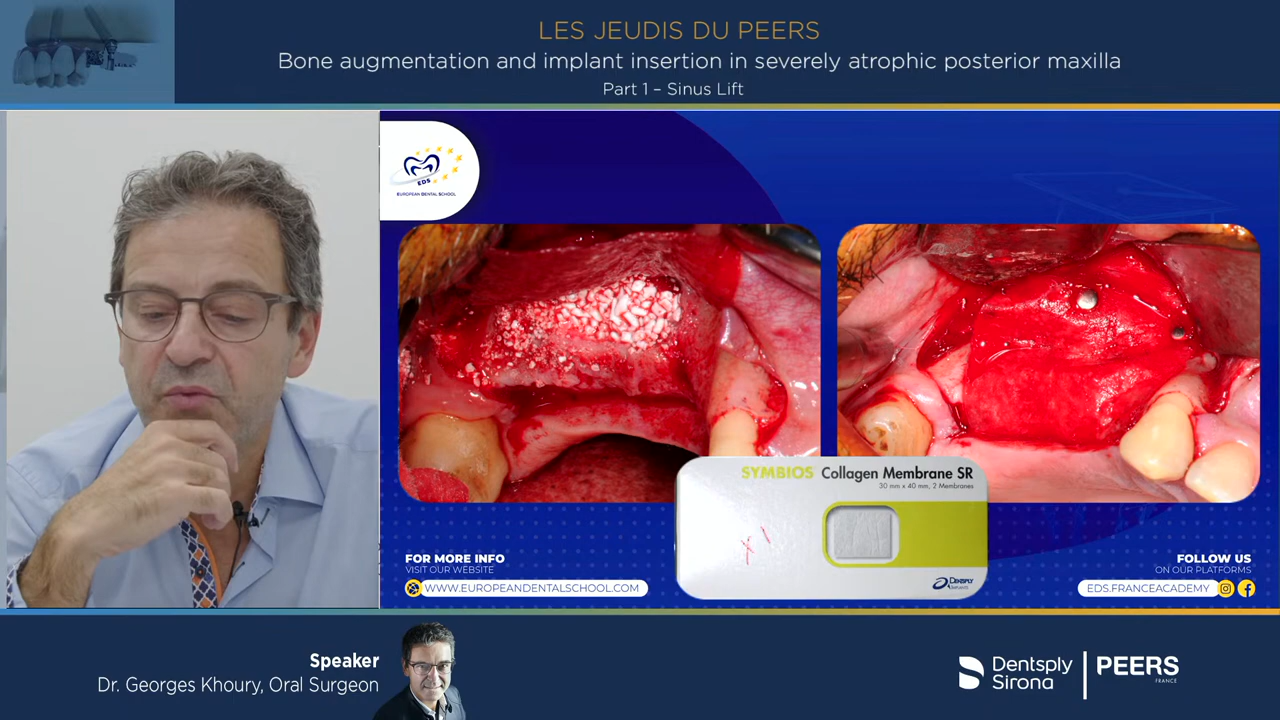 LES JEUDIS DU PEERS
Bone augmentation and implant insertion in severely atrophic posterior maxilla
Part 1 – Sinus Lift
EDS
EUROPEAN DENTAL SCHOOL
SYMBIOS Collagen Membrane SR
30 mm x 40 mm, 2 Membranes
DENTSPLY
IMPLANTS
FOR MORE INFO
VISIT OUR WEBSITE
WWW.EUROPEANDENTALSCHOOL.COM
FOLLOW US
ON OUR PLATFORMS
EDS.FRANCEACADEMY
Speaker
Dr. Georges Khoury, Oral Surgeon
Dentsply
Sirona
PEERS
FRANCE